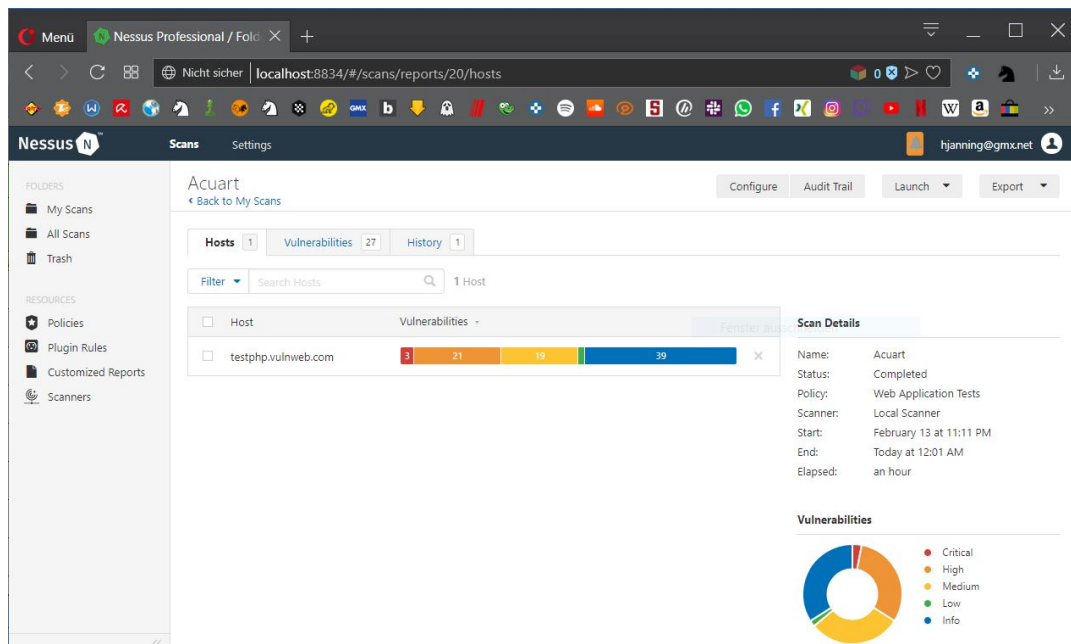 Menü
Nessus Professional / Fold
Nicht sicher
localhost:8834/#/scans/reports/20/hosts
0
GMX
Nessus N
Scans
Settings
hjanning@gmx.net
FOLDERS
My Scans
All Scans
Trash
RESOURCES
Policies
Plugin Rules
Customized Reports
Scanners
Acuart
Back to My Scans
Configure
Audit Trail
Launch
Export
Hosts 1
Vulnerabilities 27
History 1
Filter
Search Hosts
1 Host
Host
Vulnerabilities
testphp.vulnweb.com
3 21 19 39
Fenster
Scan Details
Name: Acuart
Status: Completed
Policy: Web Application Tests
Scanner: Local Scanner
Start: February 13 at 11:11 PM
End: Today at 12:01 AM
Elapsed: an hour
Vulnerabilities
Critical
High
Medium
Low
Info